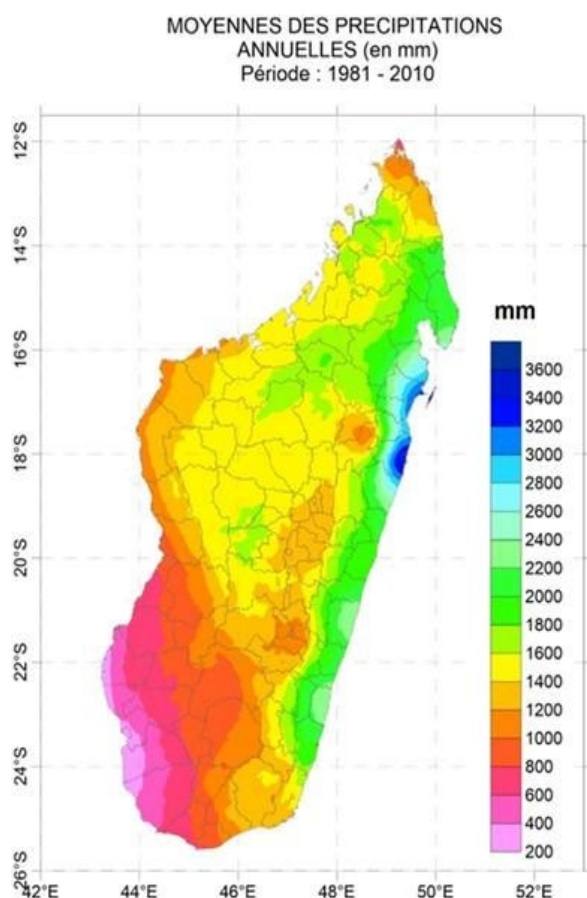 MOYENNES DES PRECIPITATIONS
ANNUELLES (en mm)
Période : 1981 - 2010
12°S
14°S
16°S
18°S
20°S
22°S
24°S
26°S
42°E
44°E
46°E
48°E
50°E
52°E
mm
3600
3400
3200
3000
2800
2600
2400
2200
2000
1800
1600
1400
1200
1000
800
600
400
200